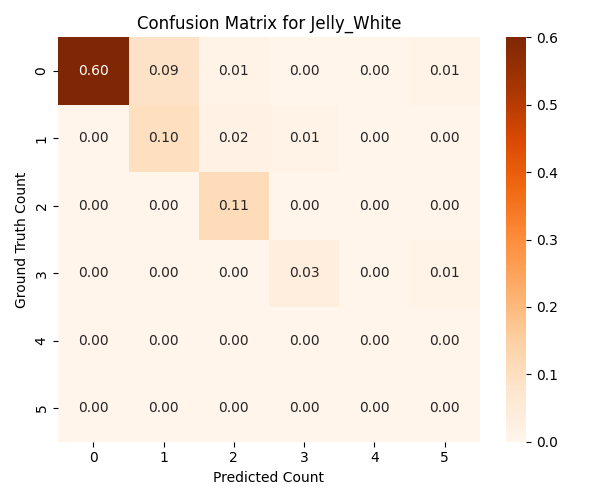 Confusion Matrix for Jelly_White
Ground Truth Count
0 0.60 0.09 0.01 0.00 0.00 0.01
1 0.00 0.10 0.02 0.01 0.00 0.00
2 0.00 0.00 0.11 0.00 0.00 0.00
3 0.00 0.00 0.00 0.03 0.00 0.01
4 0.00 0.00 0.00 0.00 0.00 0.00
5 0.00 0.00 0.00 0.00 0.00 0.00
0 1 2 3 4 5
Predicted Count
0.6
0.5
0.4
0.3
0.2
0.1
0.0